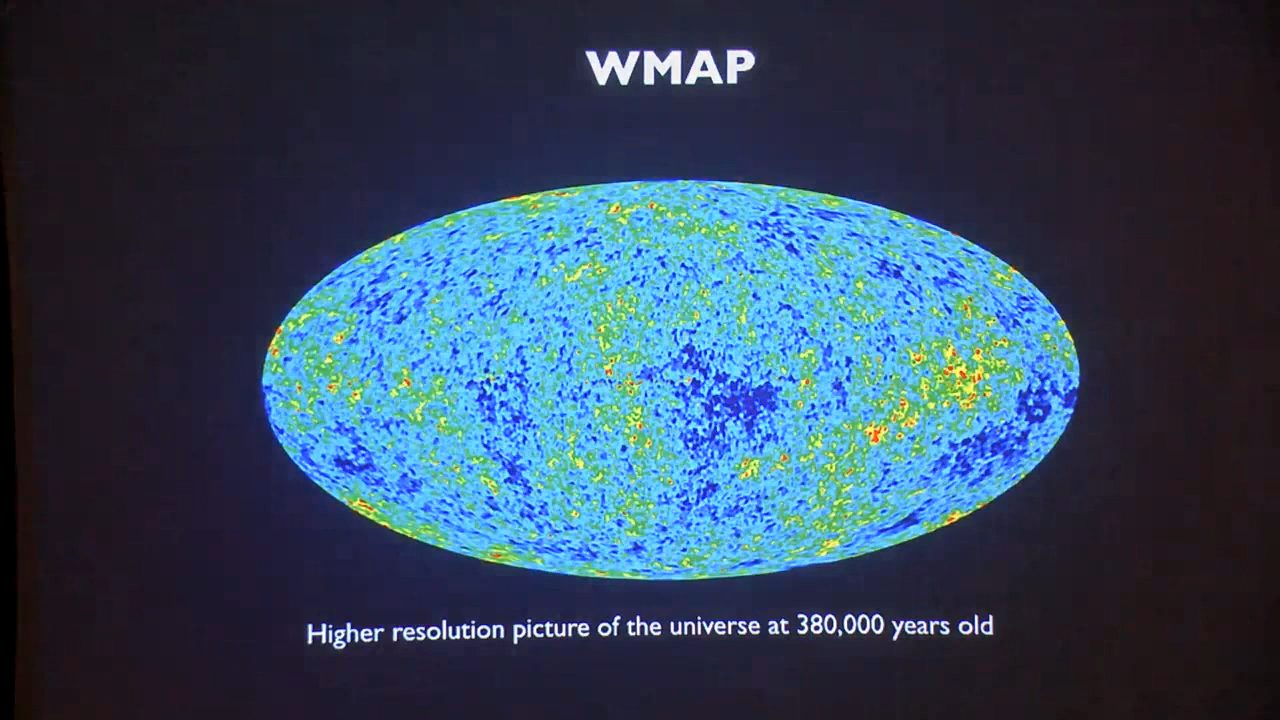 WMAP
Higher resolution picture of the universe at 380,000 years old